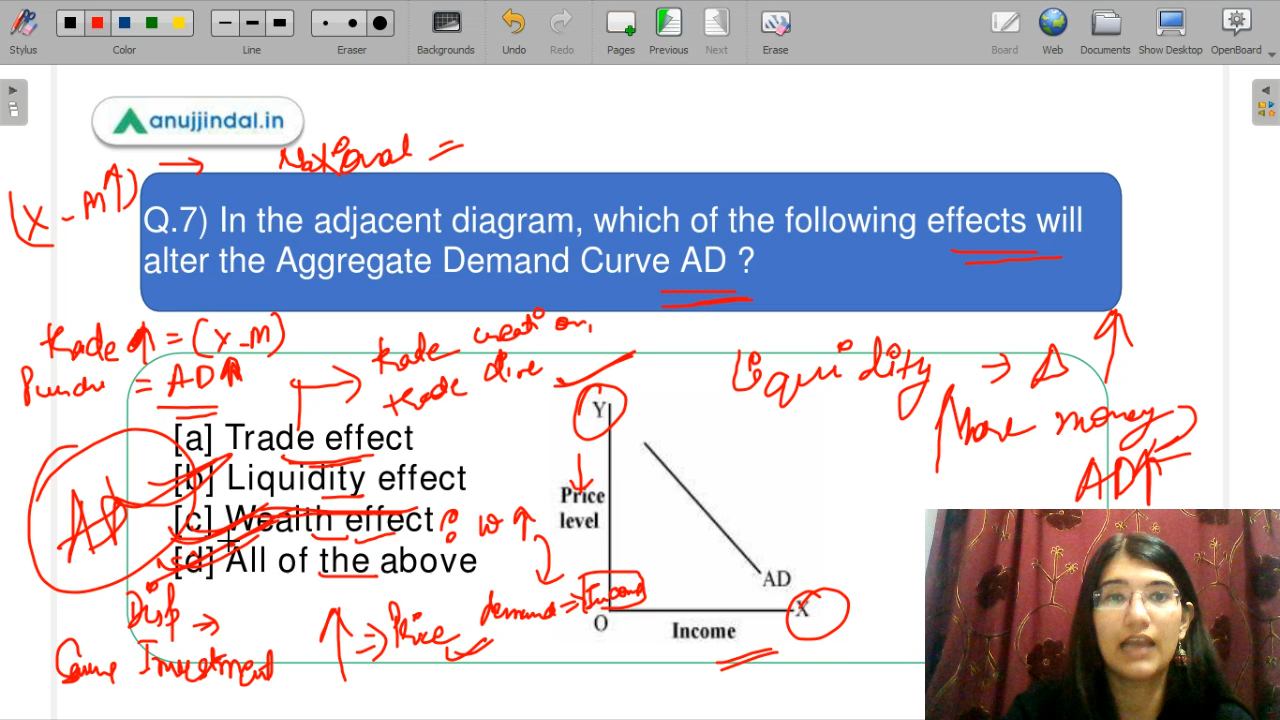 Stylus
Color
Line
Eraser
Backgrounds
Undo
Redo
Pages
Previous
Next
Erase
Board
Web
Documents
Show Desktop
OpenBoard
anujjindal.in
(X - M↑) →
Q.7) In the adjacent diagram, which of the following effects will
alter the Aggregate Demand Curve AD ?
trade ↑ = (X - M)
= AD↑
trade creation,
trade dive
Liquidity → Δ
More money
AD↑
[a] Trade effect
[b] Liquidity effect
[c] Wealth effect : W ↑
[d] All of the above
AD
Y
Price
level
AD
O
X
Income
demand =>
Disp =>
Investment
↑ => Price